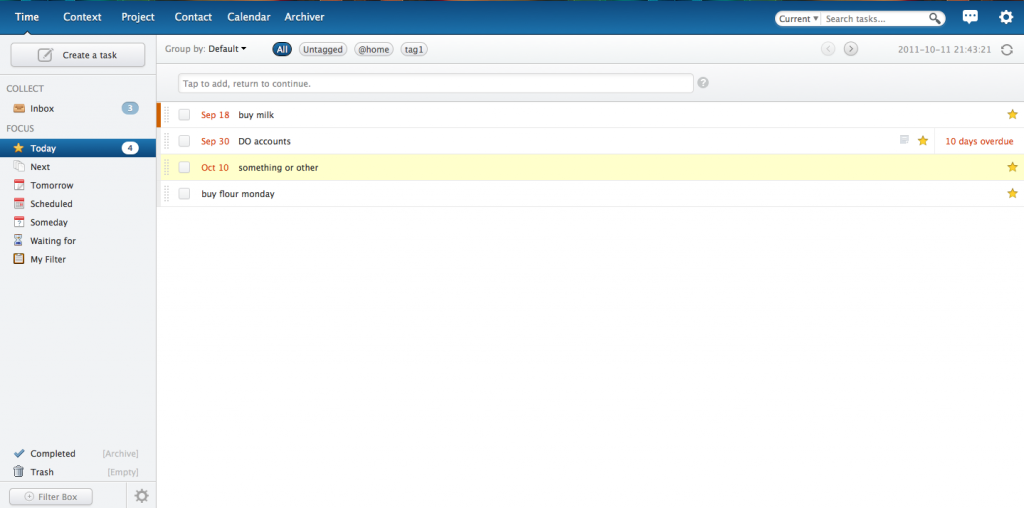 Time Context Project Contact Calendar Archiver Current Search tasks...
Create a task Group by: Default All Untagged @home tag1 2011-10-11 21:43:21
Tap to add, return to continue. ?
COLLECT
Inbox 3
FOCUS
Today 4
Next
Tomorrow
Scheduled
Someday
Waiting for
My Filter
Sep 18 buy milk
Sep 30 DO accounts 10 days overdue
Oct 10 something or other
buy flour monday
Completed [Archive]
Trash [Empty]
Filter Box